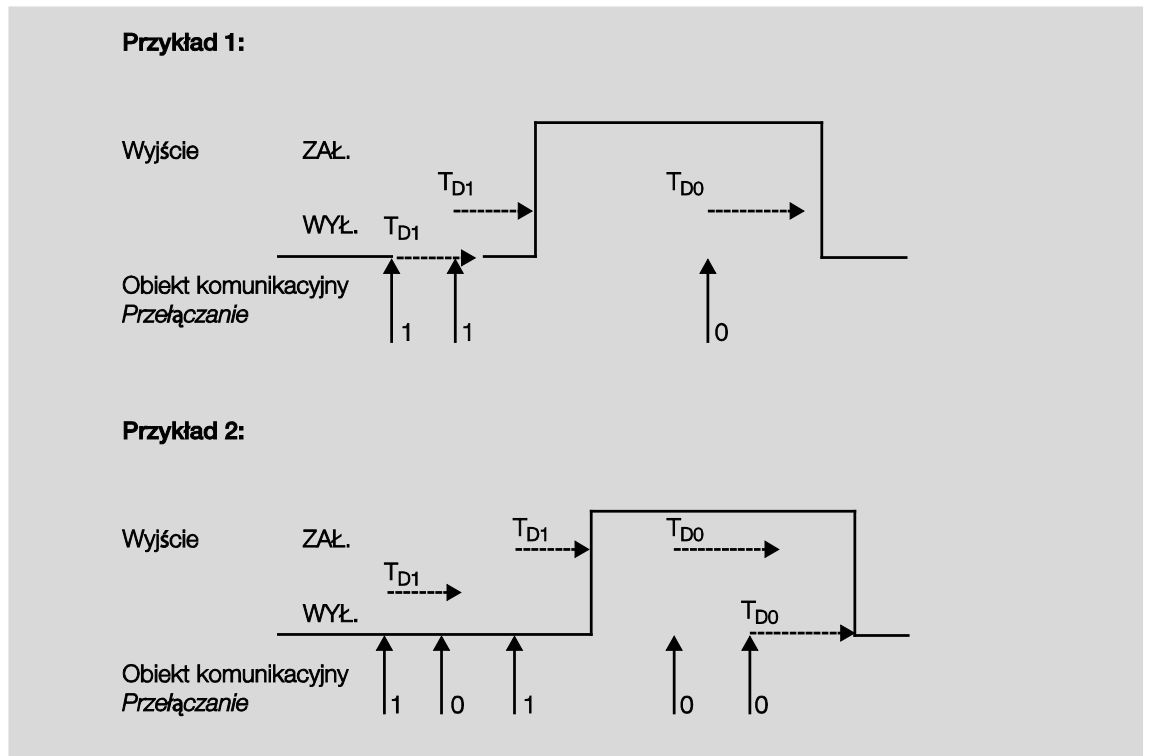 Przykład 1:
Wyjście ZAŁ.
TD1 TD0
WYŁ. TD1
Obiekt komunikacyjny
Przełączanie
1 1 0
Przykład 2:
Wyjście ZAŁ. TD1 TD0
TD1
WYŁ. TD0
Obiekt komunikacyjny
Przełączanie
1 0 1 0 0